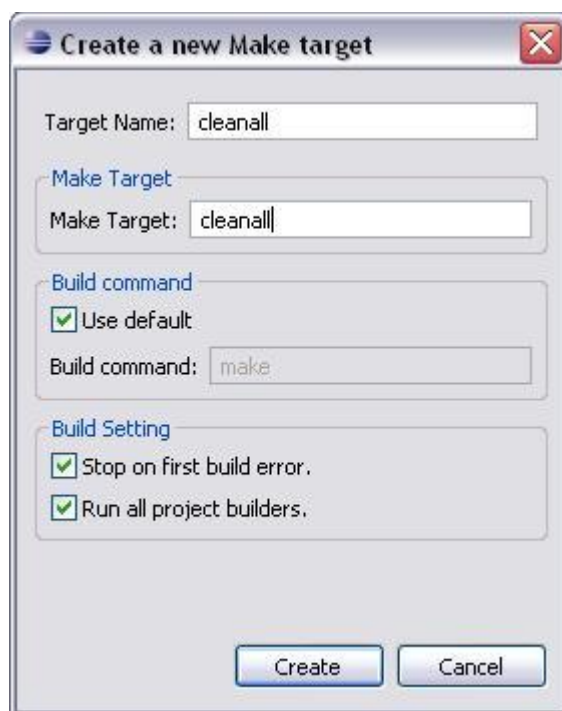 Create a new Make target
Target Name: cleanall
Make Target
Make Target: cleanall
Build command
Use default
Build command: make
Build Setting
Stop on first build error.
Run all project builders.
Create Cancel